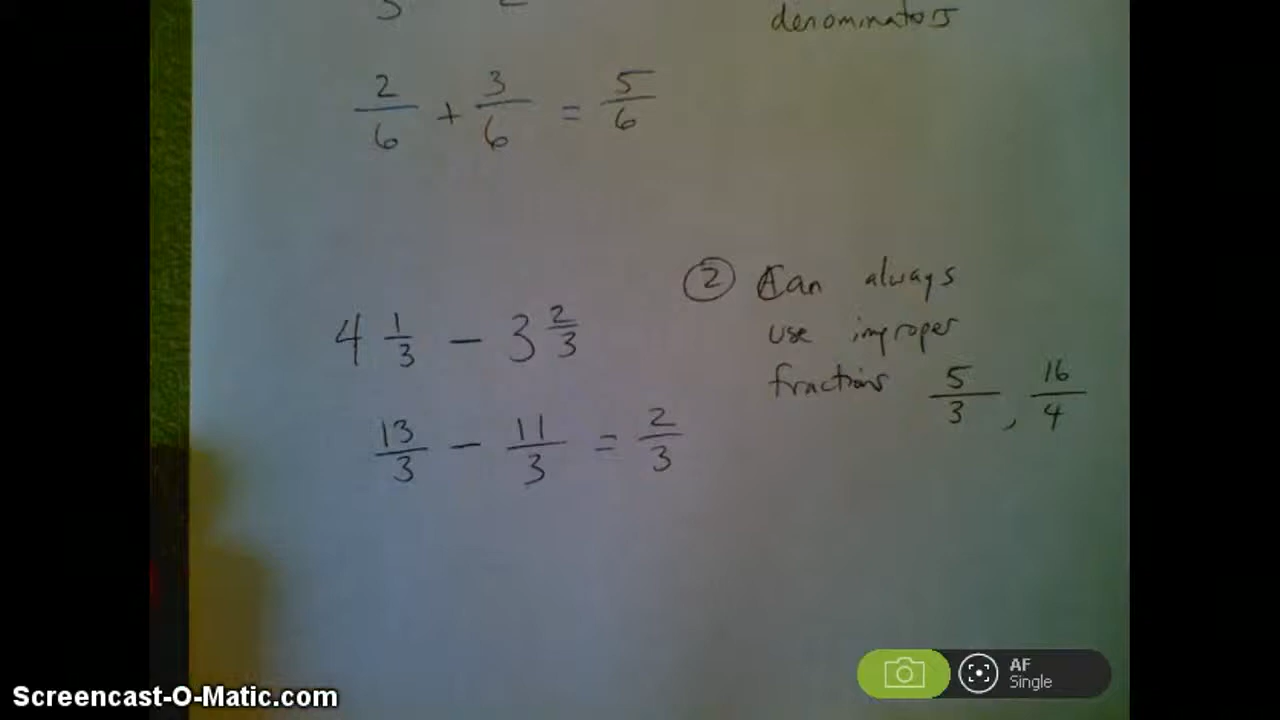 denominators
2/6 + 3/6 = 5/6
② Can always
use improper
fractions 5/3 , 16/4
4 1/3 − 3 2/3
13/3 − 11/3 = 2/3
AF
Single
Screencast-O-Matic.com